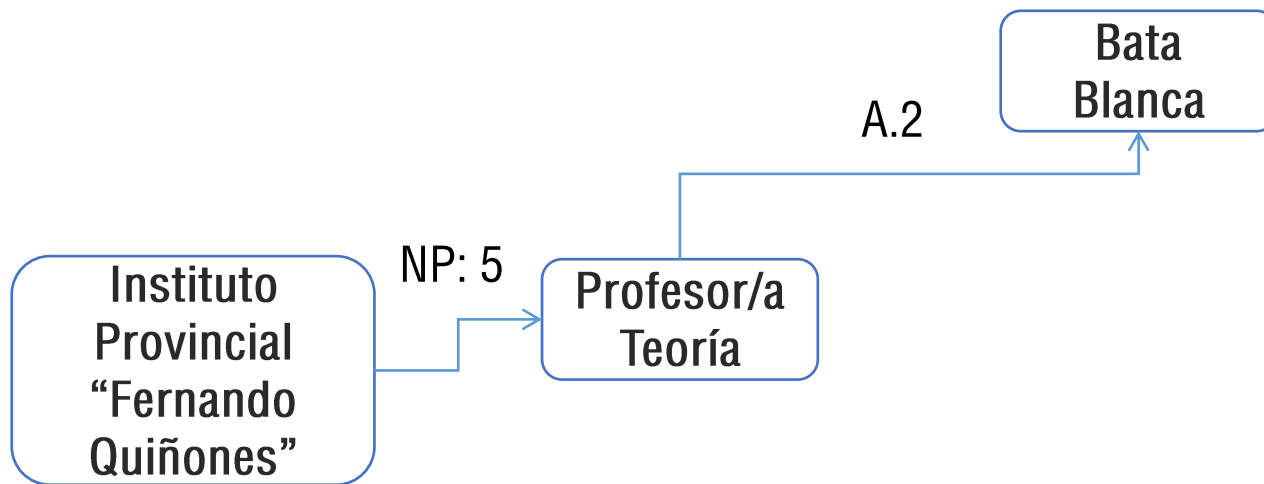 Bata
Blanca
A.2
NP: 5
Instituto
Provincial
“Fernando
Quiñones”
Profesor/a
Teoría